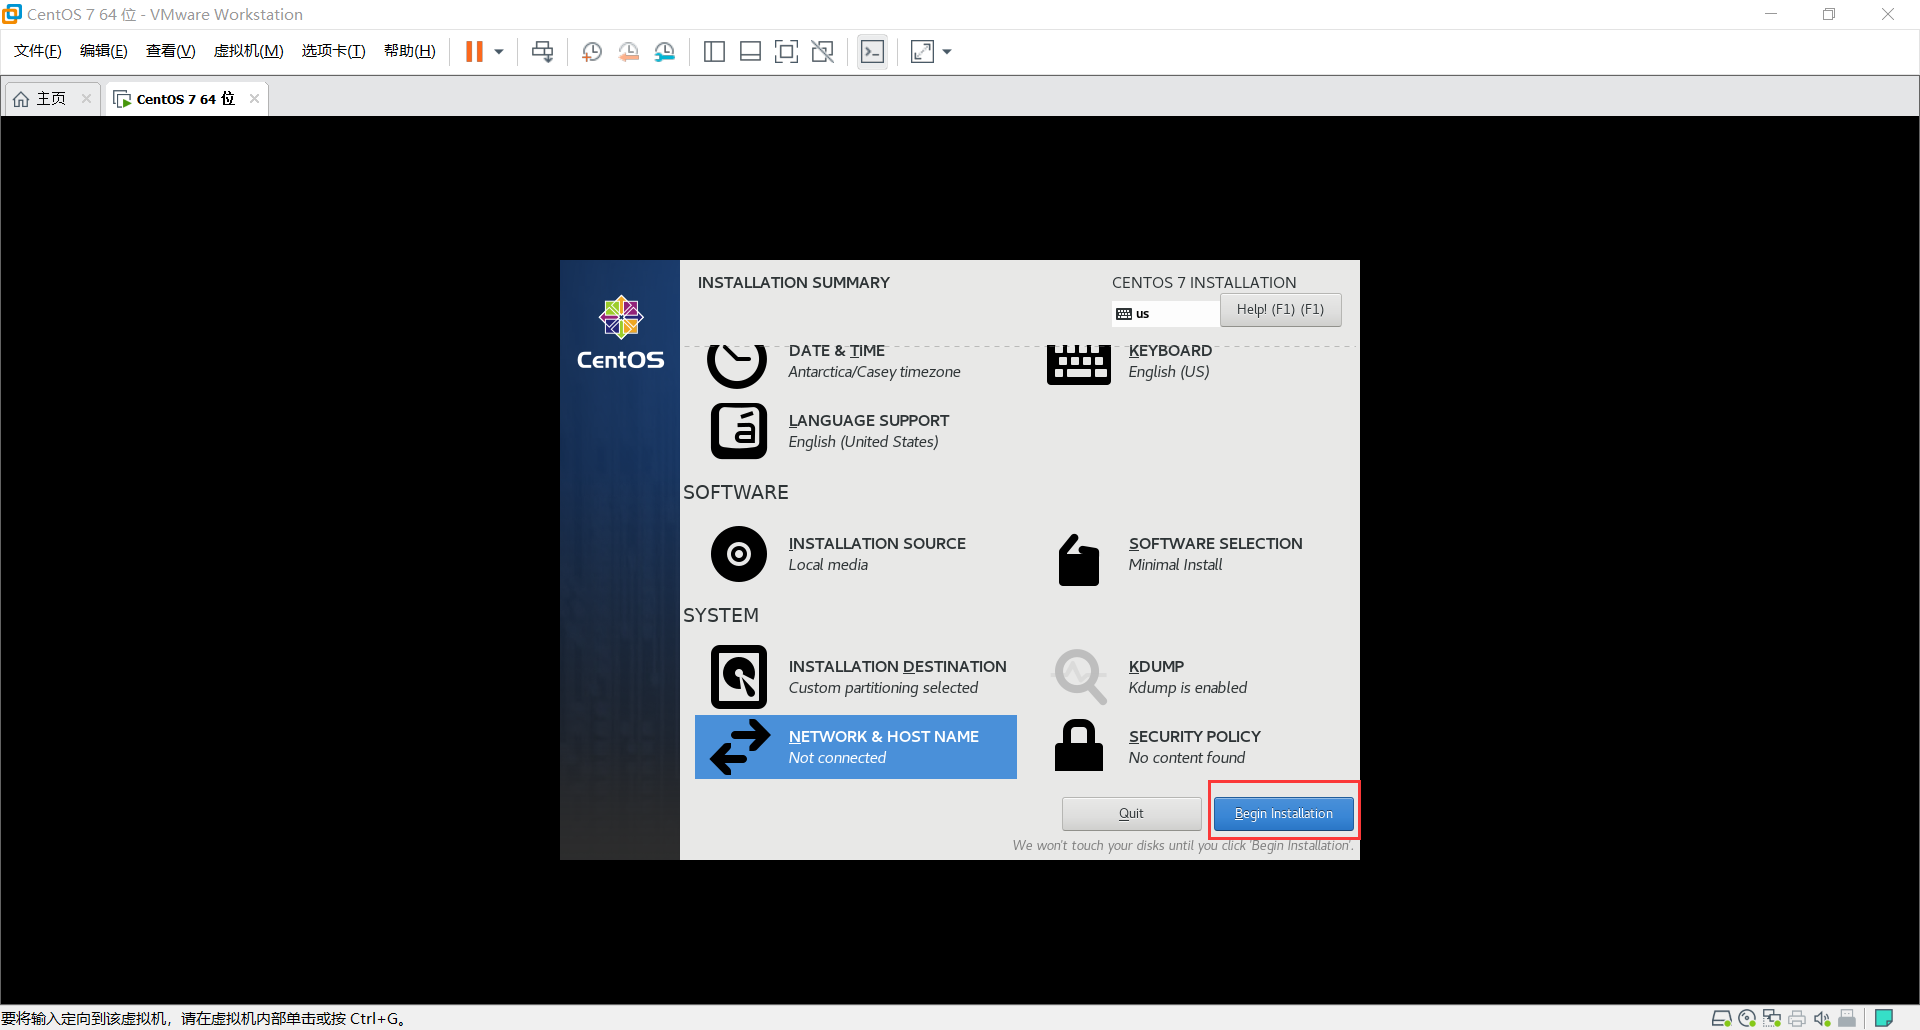 CentOS 7 64 位 - VMware Workstation
文件(F) 编辑(E) 查看(V) 虚拟机(M) 选项卡(T) 帮助(H)
主页 CentOS 7 64 位
INSTALLATION SUMMARY
CENTOS 7 INSTALLATION
us
Help! (F1) (F1)
CentOS
DATE & TIME
Antarctica/Casey timezone
KEYBOARD
English (US)
LANGUAGE SUPPORT
English (United States)
SOFTWARE
INSTALLATION SOURCE
Local media
SOFTWARE SELECTION
Minimal Install
SYSTEM
INSTALLATION DESTINATION
Custom partitioning selected
KDUMP
Kdump is enabled
NETWORK & HOST NAME
Not connected
SECURITY POLICY
No content found
Quit
Begin Installation
We won't touch your disks until you click 'Begin Installation'.
要将输入定向到该虚拟机，请在虚拟机内部单击或按 Ctrl+G。